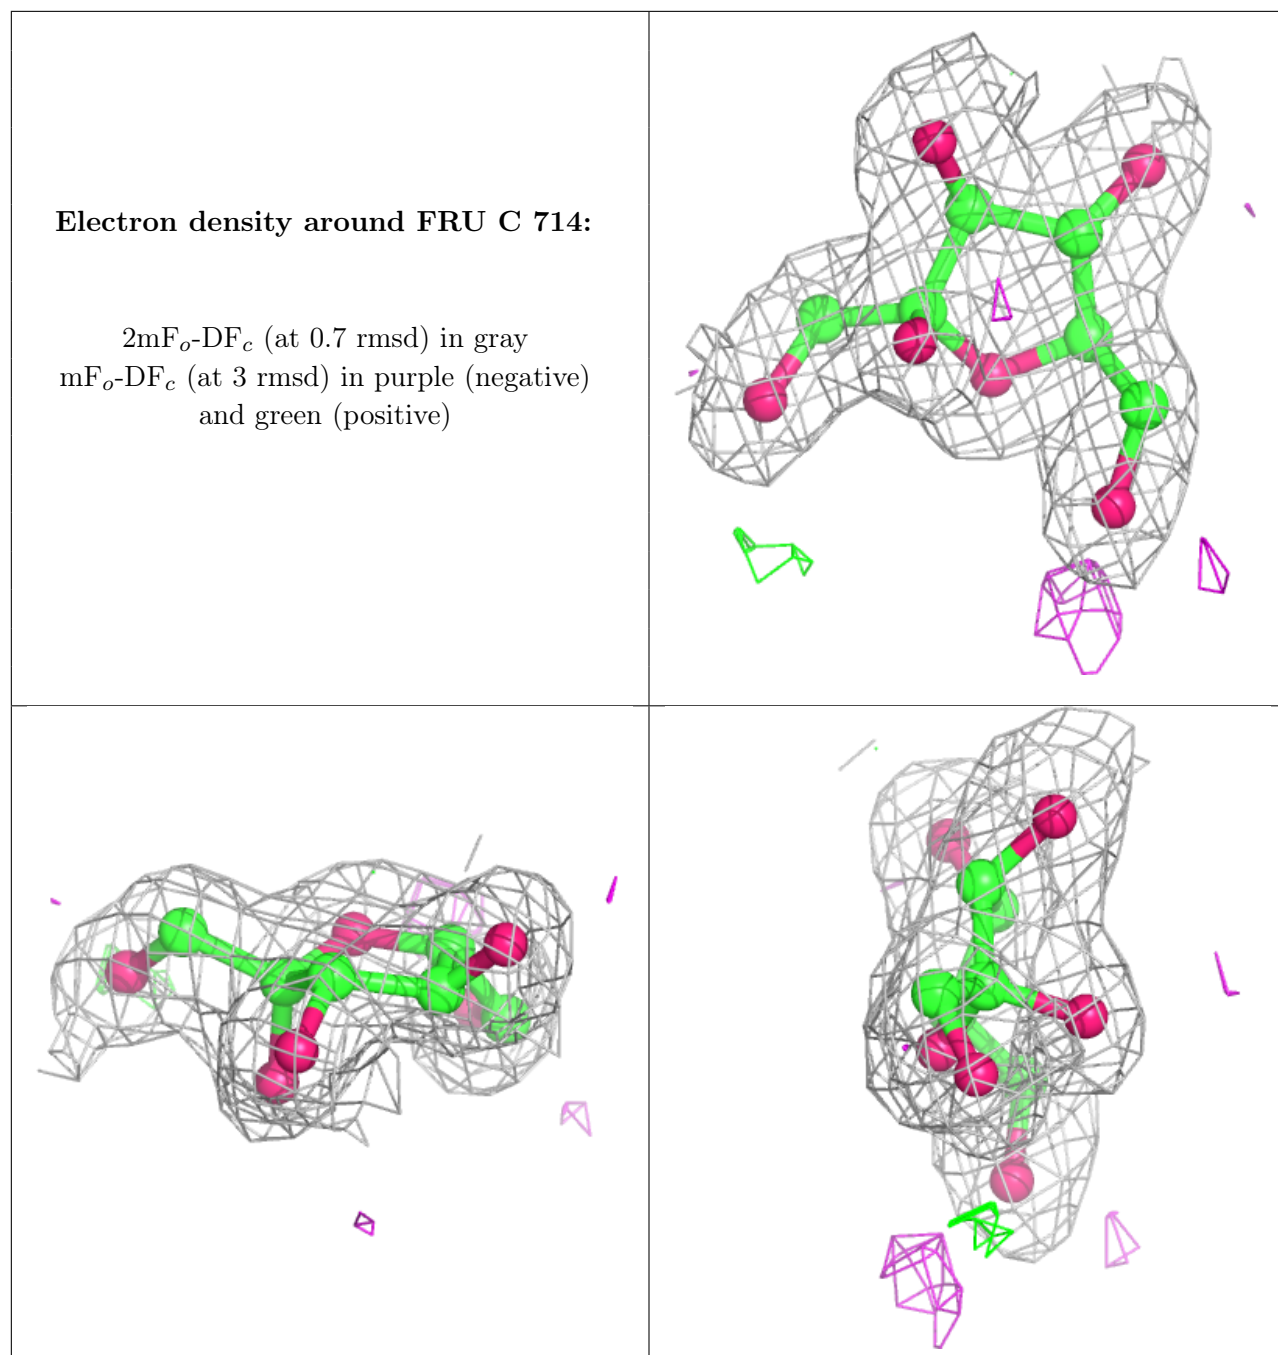 Electron density around FRU C 714:
2mFo-DFc (at 0.7 rmsd) in gray
mFo-DFc (at 3 rmsd) in purple (negative)
and green (positive)